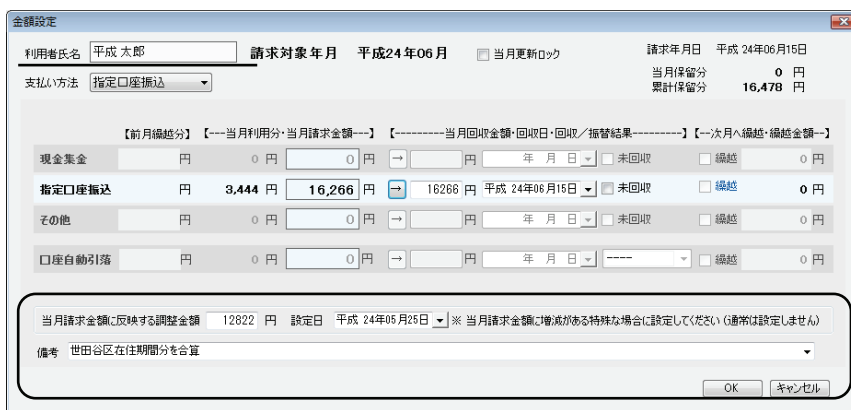 金額設定
利用者氏名 平成 太郎 請求対象年月 平成24年06月 当月更新ロック 請求年月日 平成 24年06月15日
支払い方法 指定口座振込 当月保留分 0 円
累計保留分 16,478 円
【前月繰越分】 【---当月利用分・当月請求金額---】 【---------当月回収金額・回収日・回収/振替結果---------】 【--次月へ繰越・繰越金額--】
現金集金 円 0 円 0 円 → 円 年 月 日 未回収 繰越 0 円
指定口座振込 円 3,444 円 16,266 円 → 16266 円 平成 24年06月15日 未回収 繰越 0 円
その他 円 0 円 0 円 → 円 年 月 日 未回収 繰越 0 円
口座自動引落 円 0 円 0 円 → 円 年 月 日 ---- 繰越 0 円
当月請求金額に反映する調整金額 12822 円 設定日 平成 24年05月25日 ※ 当月請求金額に増減がある特殊な場合に設定してください（通常は設定しません）
備考 世田谷区在住期間分を合算
OK キャンセル